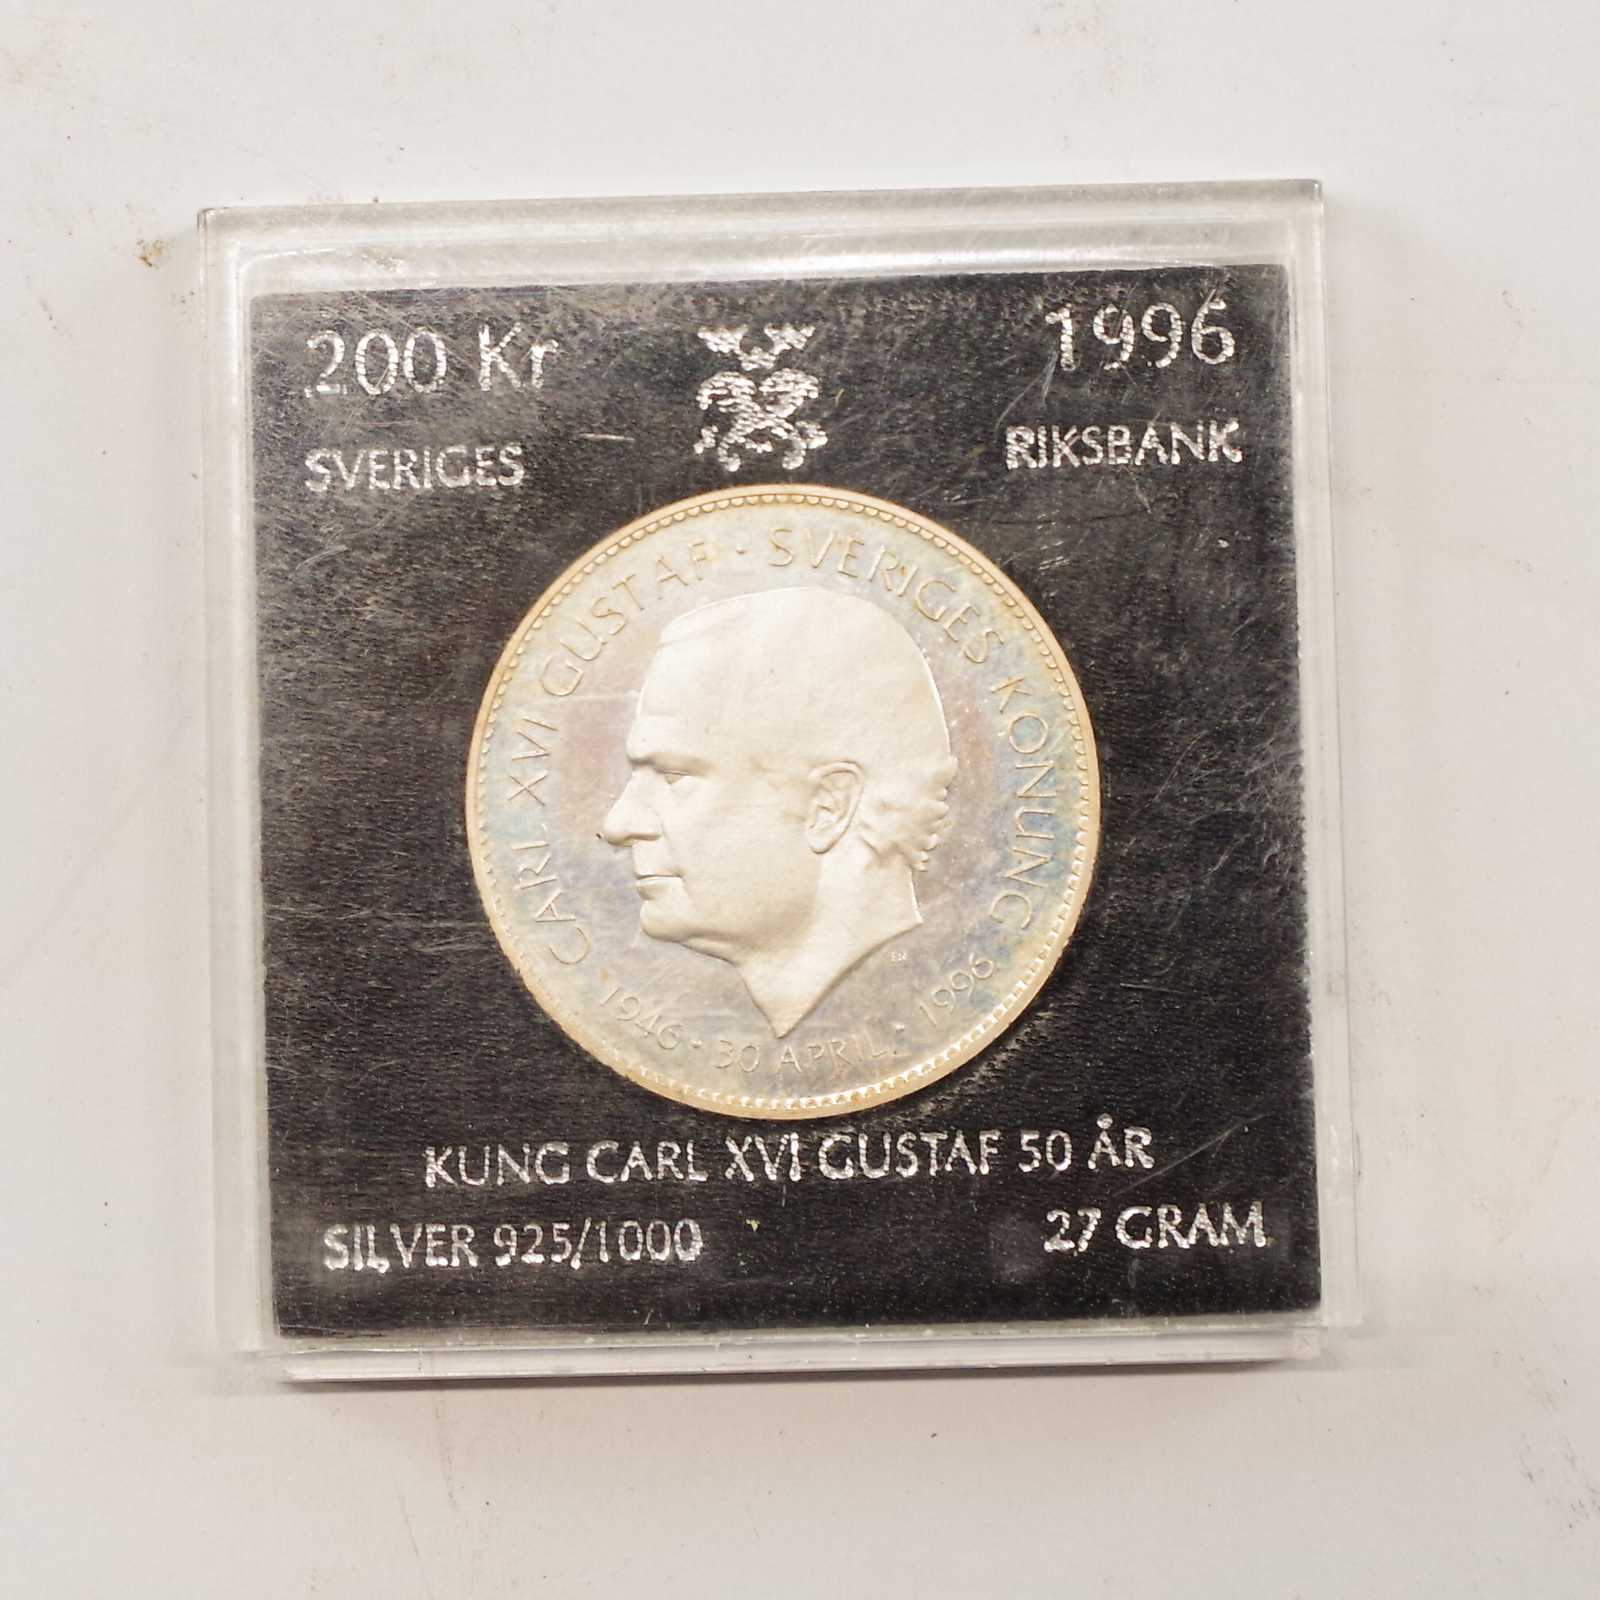 200 Kr 1996
SVERIGES RIKSBANK
CARL XVI GUSTAF · SVERIGES KONUNG
1946 · 30 APRIL · 1996
KUNG CARL XVI GUSTAF 50 ÅR
SILVER 925/1000 27 GRAM